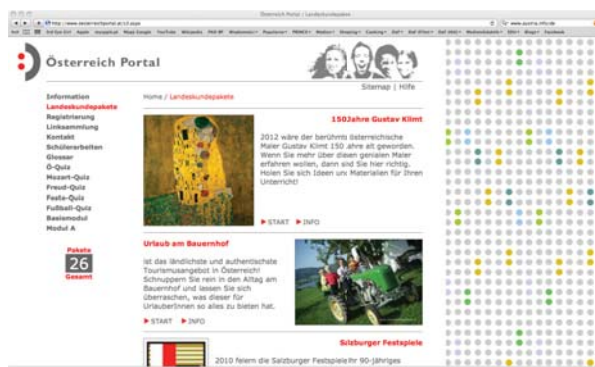 Österreich Portal / Landeskundepakete
Österreich Portal
Sitemap | Hilfe
Information
Landeskundepakete
Registrierung
Linksammlung
Kontakt
Schülerarbeiten
Glossar
Ö-Quiz
Mozart-Quiz
Freud-Quiz
Feste-Quiz
Fußball-Quiz
Basismodul
Modul A
Pakete
26
Gesamt
Home / Landeskundepakete
150Jahre Gustav Klimt
2012 wäre der berühmte österreichische
Maler Gustav Klimt 150 Jahre alt geworden.
Wenn Sie mehr über diesen genialen Maler
erfahren wollen, dann sind Sie hier richtig.
Holen Sie sich Ideen und Materialien für Ihren
Unterricht!
START INFO
Urlaub am Bauernhof
ist das ländlichste und authentischste
Tourismusangebot in Österreich!
Schnuppern Sie rein in den Alltag am
Bauernhof und lassen Sie sich
überraschen, was dieser für
UrlauberInnen so alles zu bieten hat.
START INFO
Salzburger Festspiele
2010 feiern die Salzburger Festspiele ihr 90-jähriges